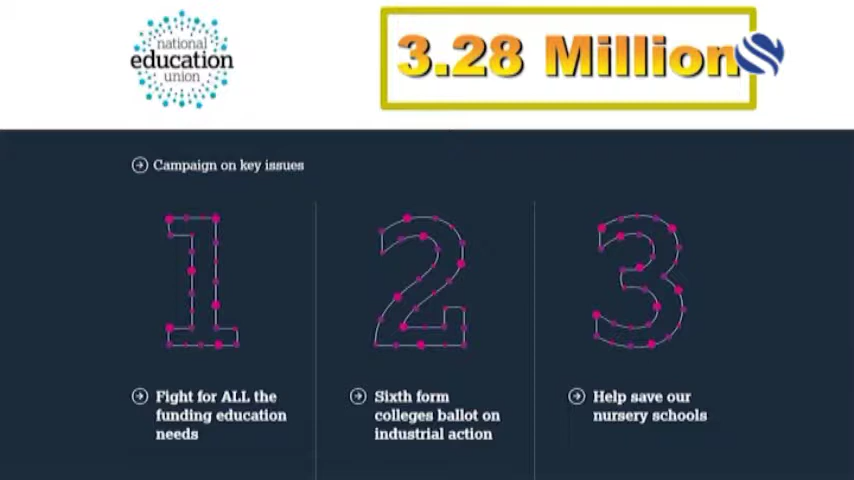 national
education
union
3.28 Million
Campaign on key issues
1
2
3
Fight for ALL the
funding education
needs
Sixth form
colleges ballot on
industrial action
Help save our
nursery schools